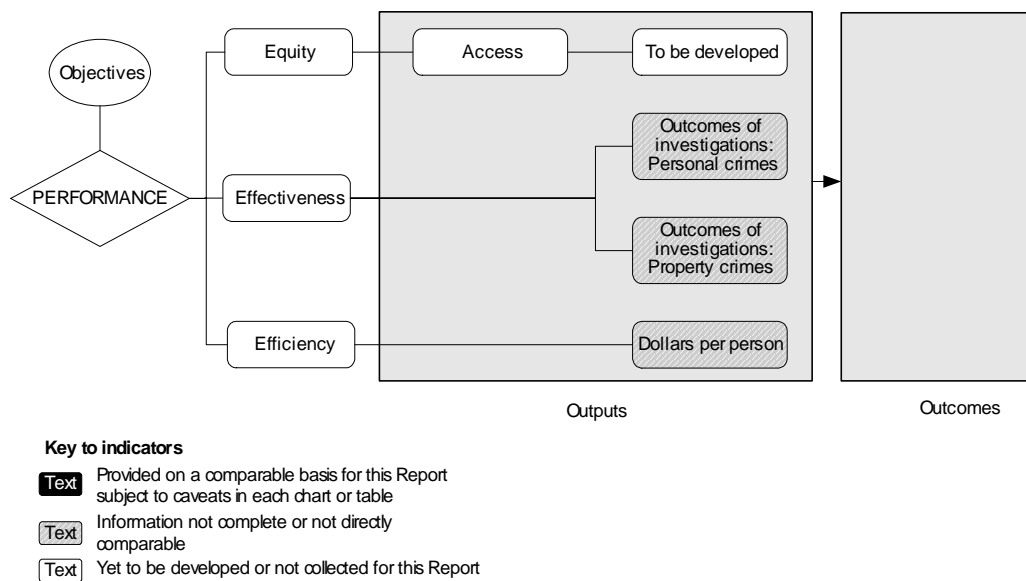 Objectives
PERFORMANCE
Equity
Access
To be developed
Outcomes of
investigations:
Personal crimes
Effectiveness
Outcomes of
investigations:
Property crimes
Efficiency
Dollars per person
Outputs
Outcomes
Key to indicators
Text
Provided on a comparable basis for this Report
subject to caveats in each chart or table
Text
Information not complete or not directly
comparable
Text
Yet to be developed or not collected for this Report